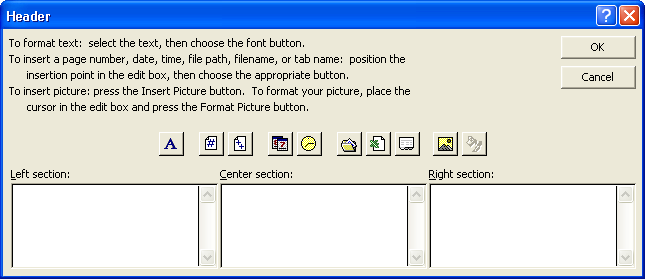 Header
To format text: select the text, then choose the font button.
To insert a page number, date, time, file path, filename, or tab name: position the
insertion point in the edit box, then choose the appropriate button.
To insert picture: press the Insert Picture button. To format your picture, place the
cursor in the edit box and press the Format Picture button.
OK
Cancel
A
Left section:
Center section:
Right section: